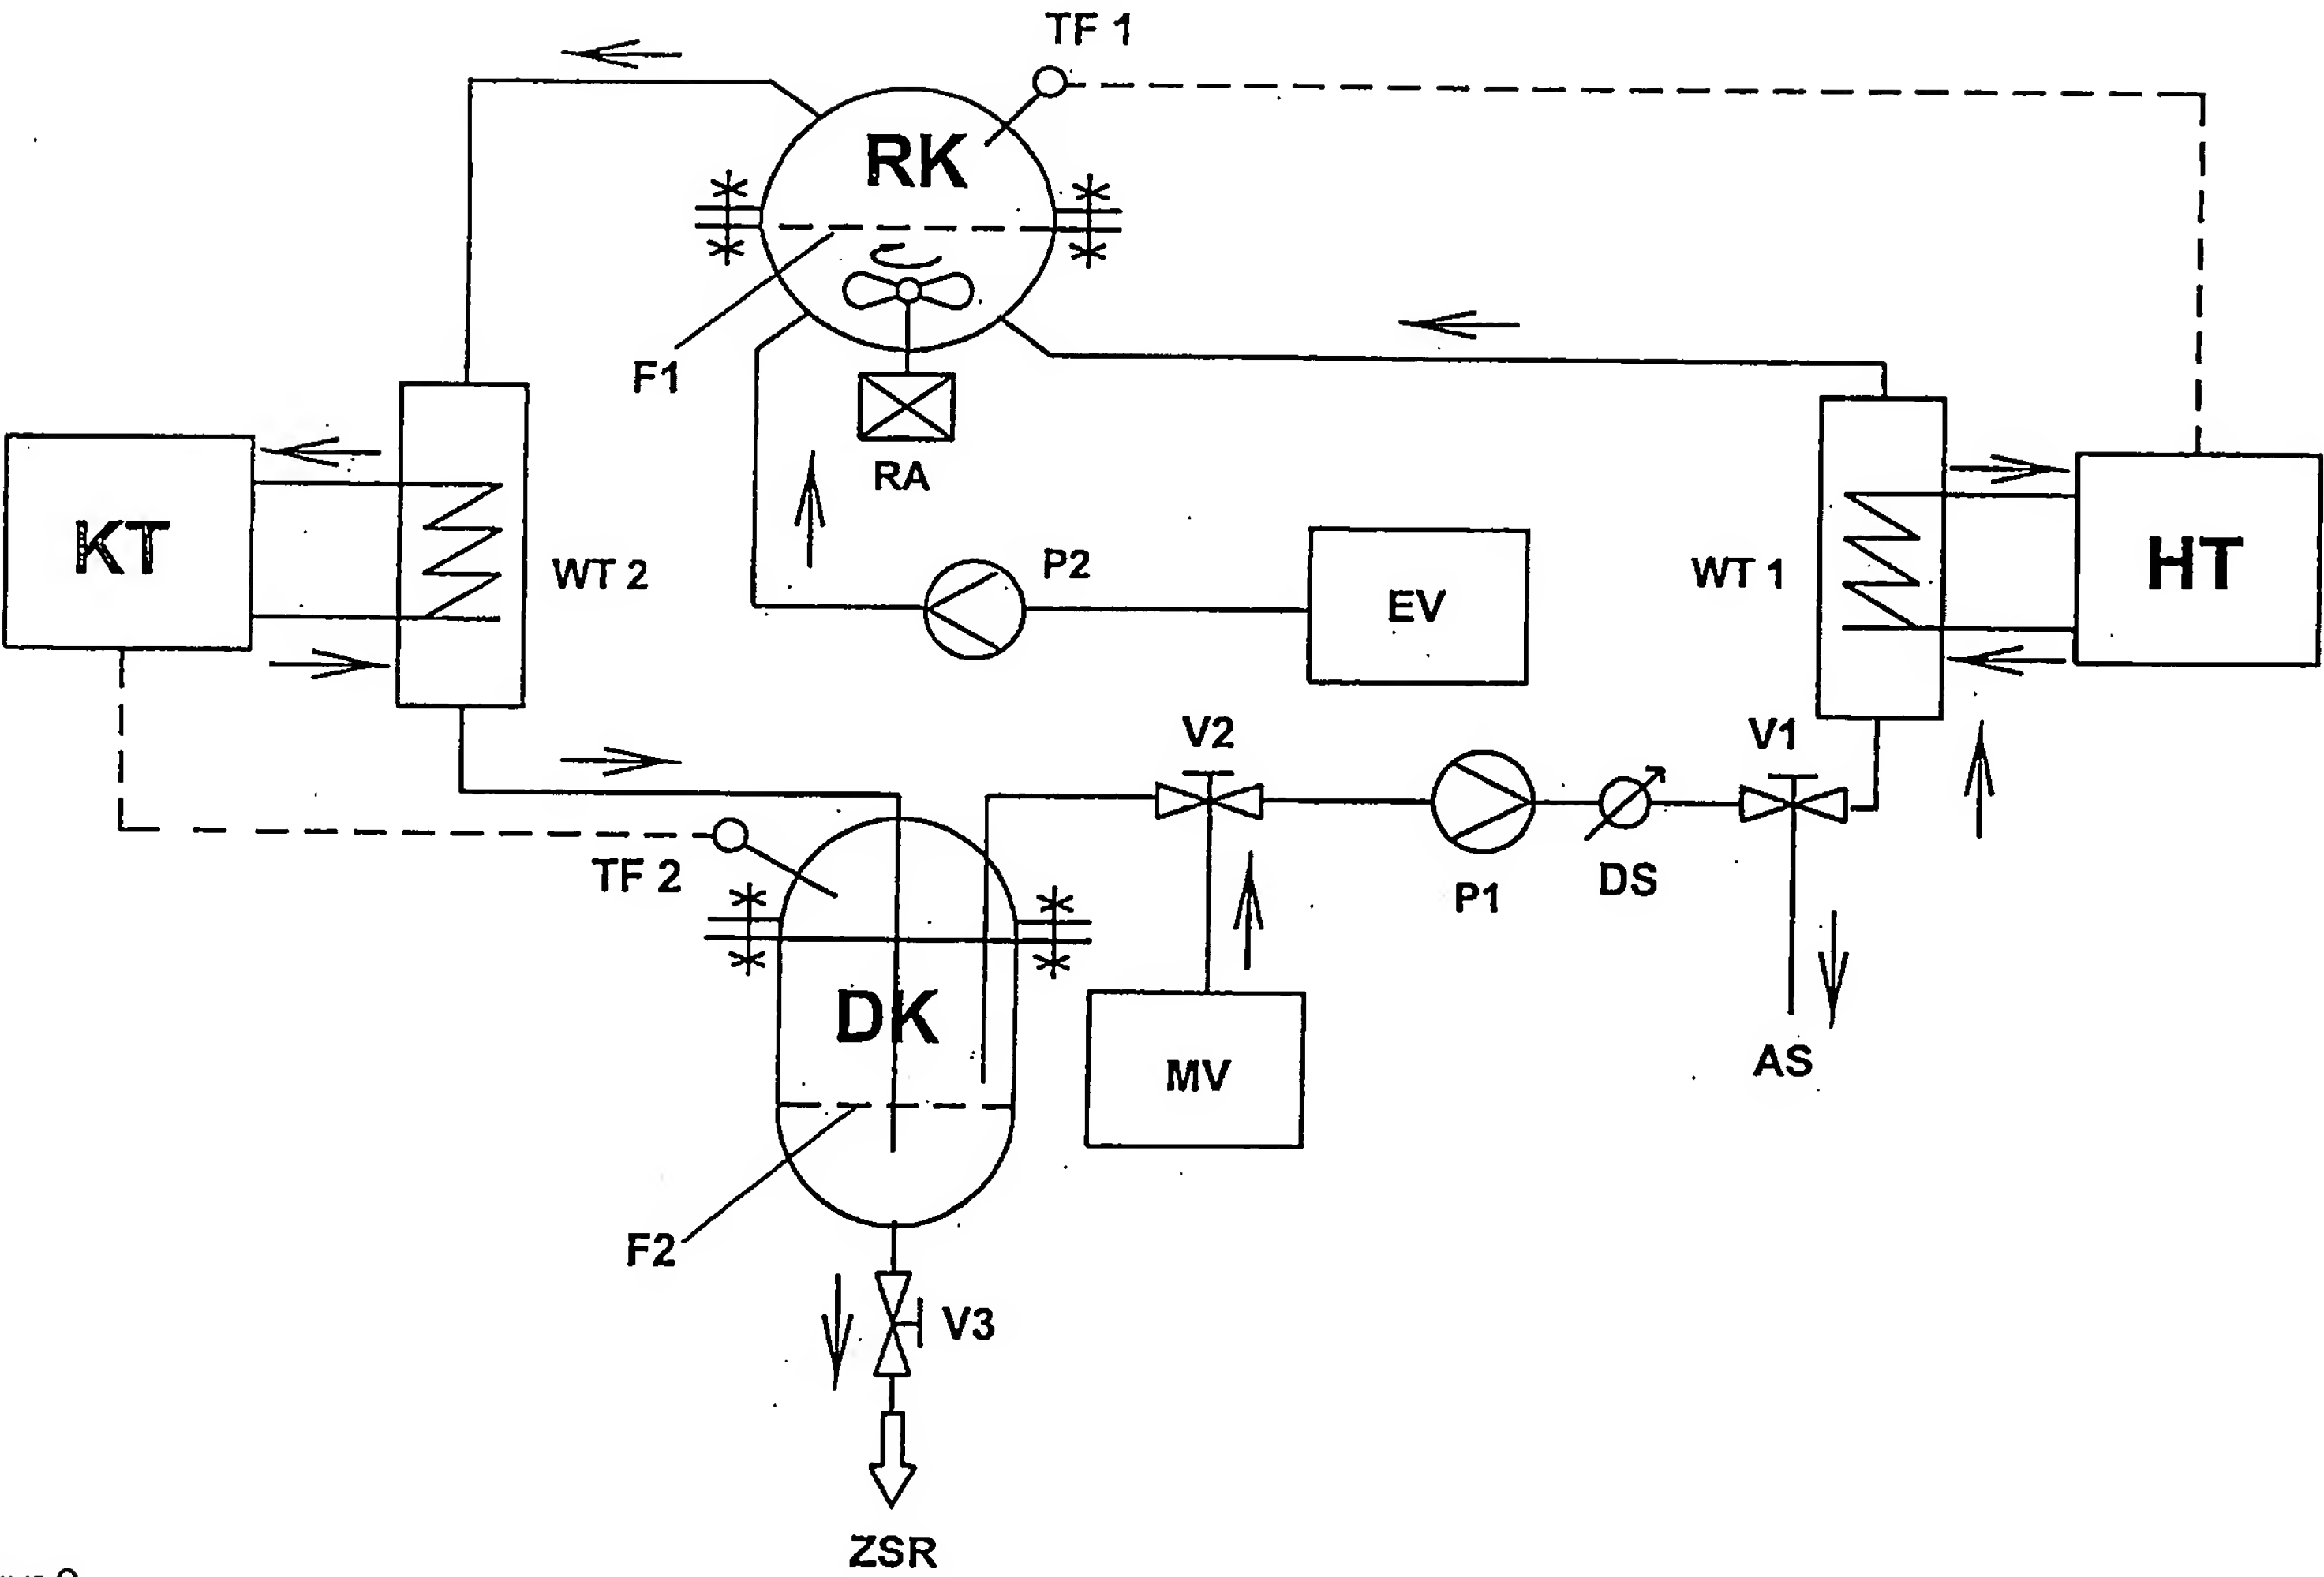 TF 1
RK
F1
RA
KT
WT 2
P2
EV
WT 1
HT
V2
V1
TF 2
P1
DS
DK
MV
AS
F2
V3
ZSR